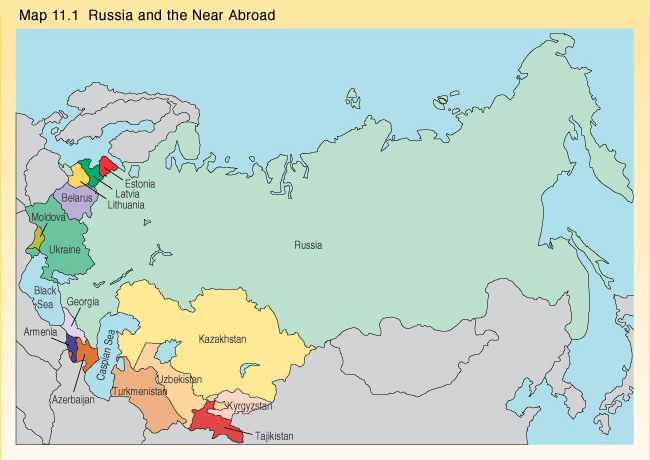 Map 11.1 Russia and the Near Abroad
Estonia
Latvia
Lithuania
Belarus
Moldova
Ukraine
Russia
Black
Sea
Georgia
Armenia
Caspian Sea
Kazakhstan
Uzbekistan
Turkmenistan
Azerbaijan
Kyrgyzstan
Tajikistan